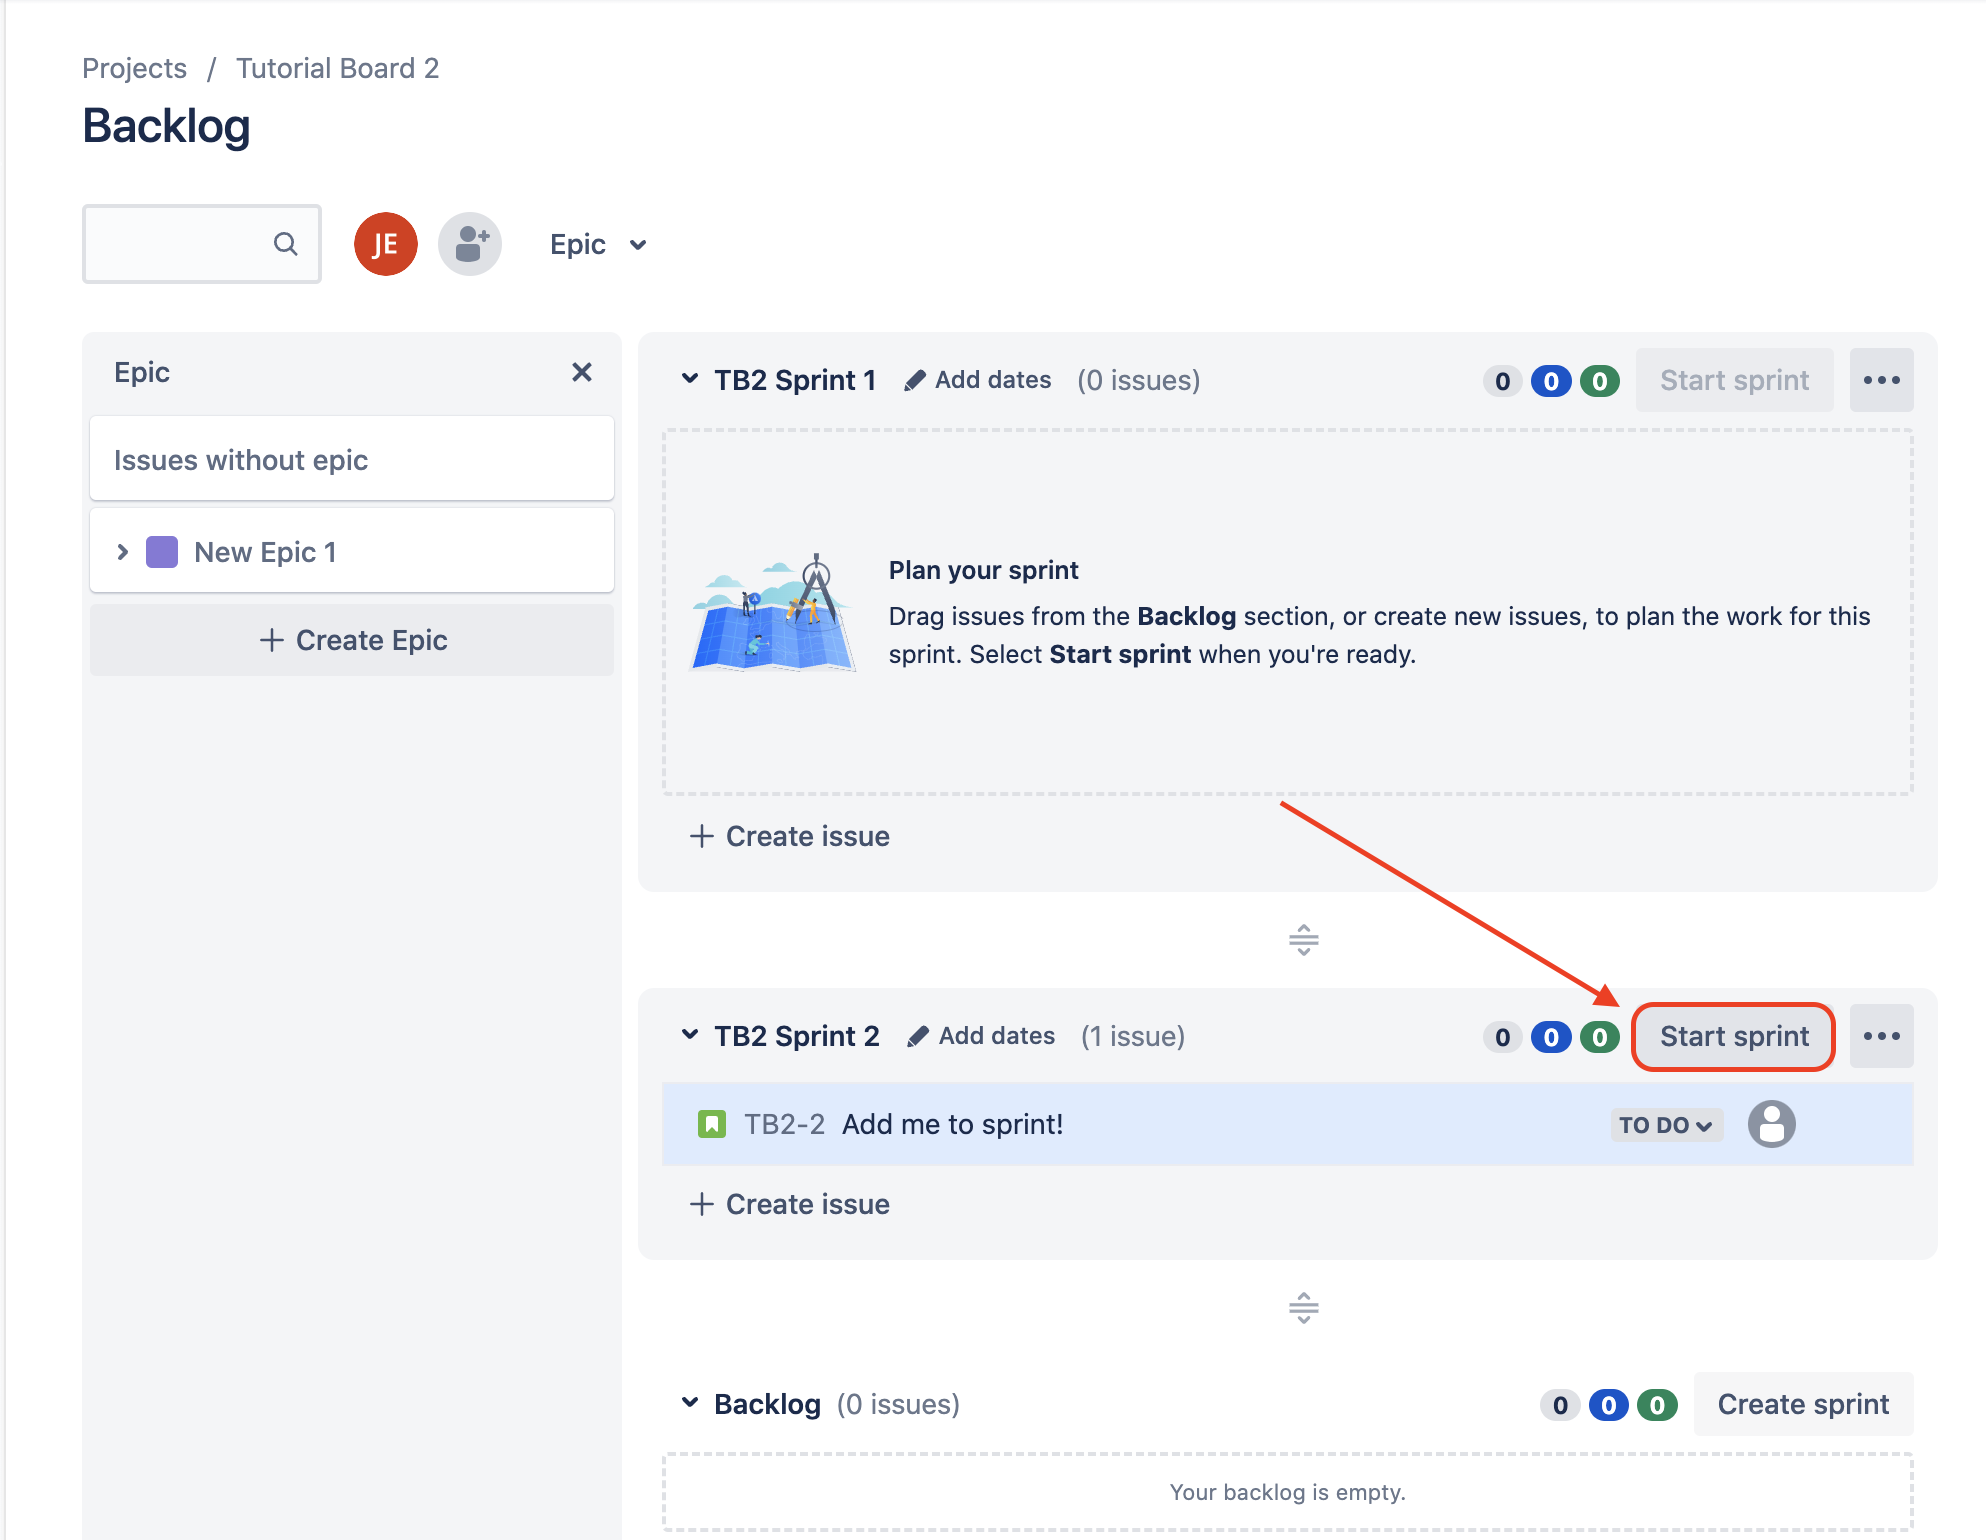 Projects / Tutorial Board 2
Backlog
JE
Epic
Epic
Issues without epic
New Epic 1
+ Create Epic
TB2 Sprint 1 Add dates (0 issues) 0 0 0 Start sprint •••
Plan your sprint
Drag issues from the Backlog section, or create new issues, to plan the work for this
sprint. Select Start sprint when you're ready.
+ Create issue
TB2 Sprint 2 Add dates (1 issue) 0 0 0 Start sprint •••
TB2-2 Add me to sprint! TO DO
+ Create issue
Backlog (0 issues) 0 0 0 Create sprint
Your backlog is empty.